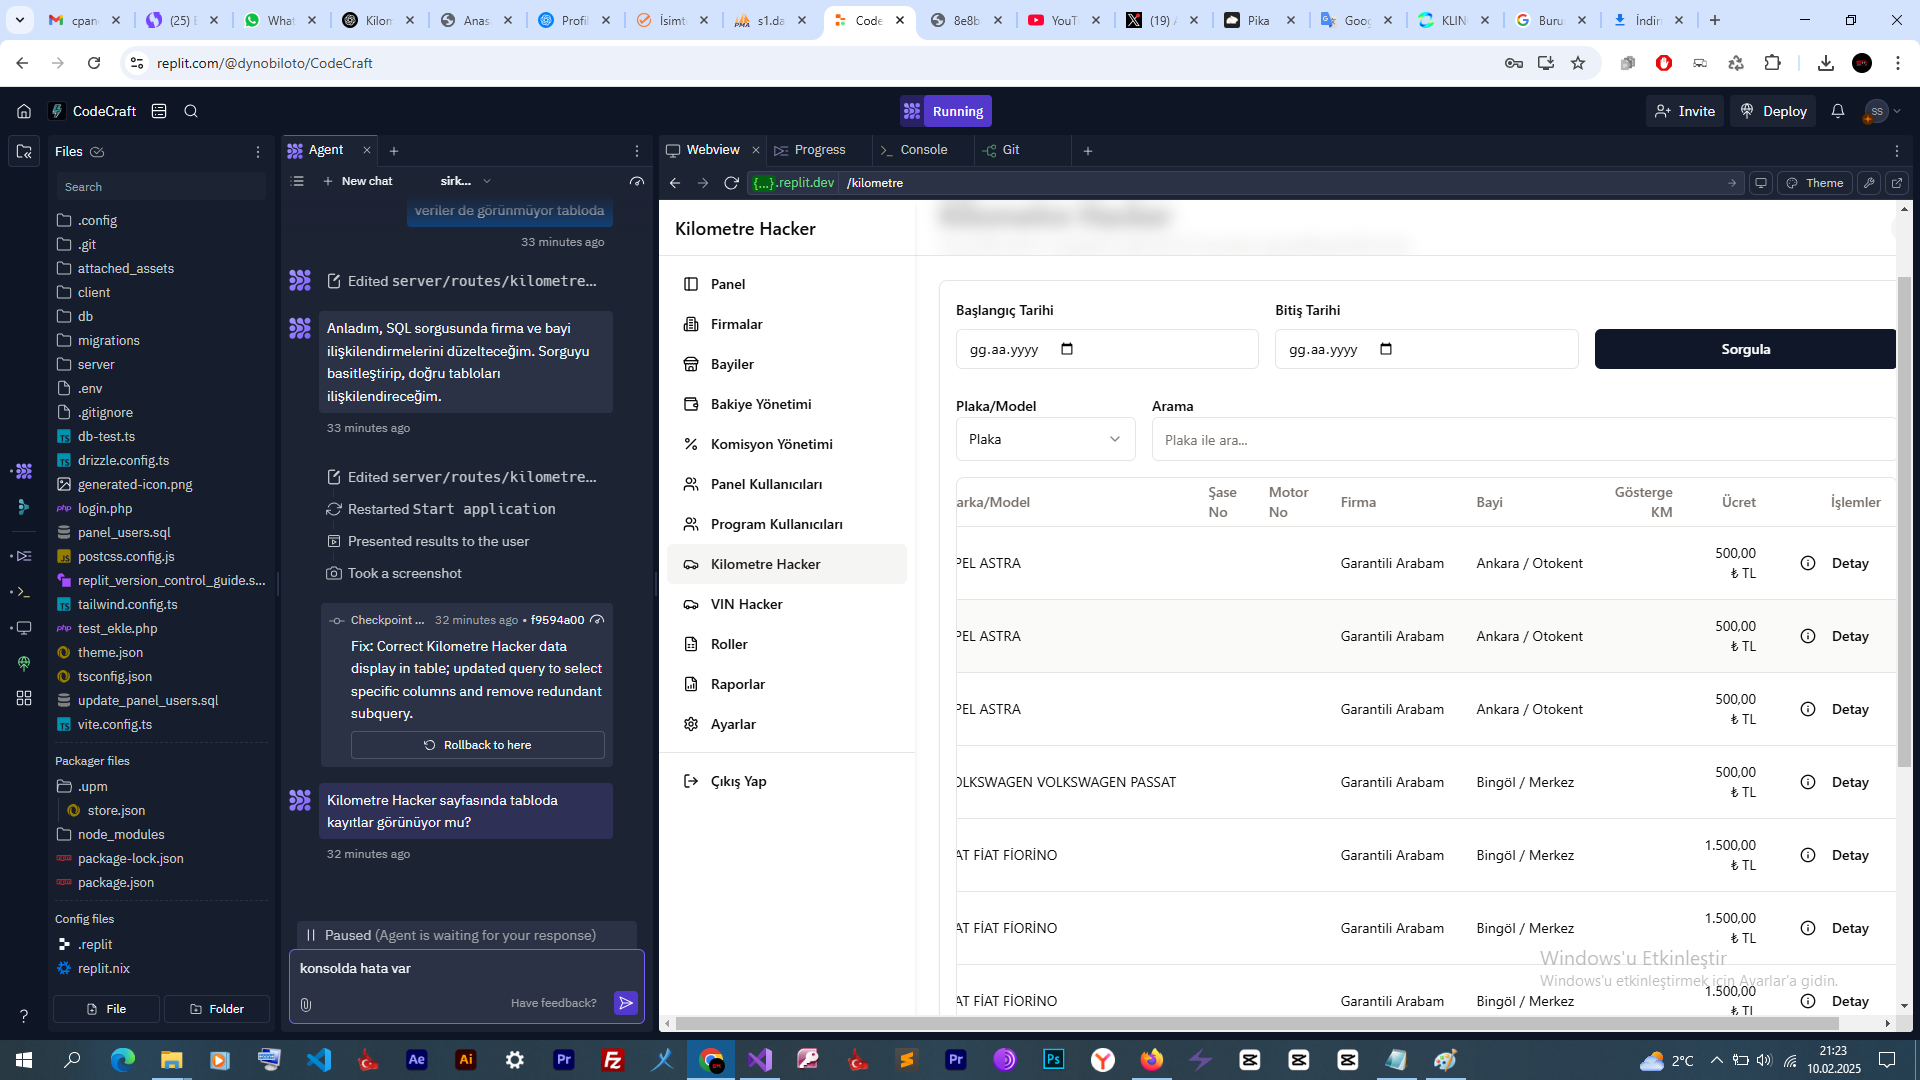 cpan
(25) E
What
Kilom
Anas
Profil
İsimt
s1.da
Code
8e8b
YouT
(19) A
Pika
Goog
KLIN
Buru
İndir
replit.com/@dynobiloto/CodeCraft
CodeCraft
Running
Invite
Deploy
SS
Files
Search
.config
.git
attached_assets
client
db
migrations
server
.env
.gitignore
db-test.ts
drizzle.config.ts
generated-icon.png
login.php
panel_users.sql
postcss.config.js
replit_version_control_guide.s...
tailwind.config.ts
test_ekle.php
theme.json
tsconfig.json
update_panel_users.sql
vite.config.ts
Packager files
.upm
store.json
node_modules
package-lock.json
package.json
Config files
.replit
replit.nix
File
Folder
Agent
New chat
sirk...
veriler de görünmüyor tabloda
33 minutes ago
Edited server/routes/kilometre...
Anladım, SQL sorgusunda firma ve bayi
ilişkilendirmelerini düzelteceğim. Sorguyu
basitleştirip, doğru tabloları
ilişkilendireceğim.
33 minutes ago
Edited server/routes/kilometre...
Restarted Start application
Presented results to the user
Took a screenshot
Checkpoint ... 32 minutes ago • f9594a00
Fix: Correct Kilometre Hacker data
display in table; updated query to select
specific columns and remove redundant
subquery.
Rollback to here
Kilometre Hacker sayfasında tabloda
kayıtlar görünüyor mu?
32 minutes ago
Paused (Agent is waiting for your response)
konsolda hata var
Have feedback?
Webview
Progress
Console
Git
{...}.replit.dev
/kilometre
Theme
Kilometre Hacker
Panel
Firmalar
Bayiler
Bakiye Yönetimi
Komisyon Yönetimi
Panel Kullanıcıları
Program Kullanıcıları
Kilometre Hacker
VIN Hacker
Roller
Raporlar
Ayarlar
Çıkış Yap
Kilometre Hacker
Başlangıç Tarihi
Bitiş Tarihi
gg.aa.yyyy
gg.aa.yyyy
Sorgula
Plaka/Model
Arama
Plaka
Plaka ile ara...
arka/Model
Şase No
Motor No
Firma
Bayi
Gösterge KM
Ücret
İşlemler
PEL ASTRA Garantili Arabam Ankara / Otokent 500,00 ₺ TL Detay
PEL ASTRA Garantili Arabam Ankara / Otokent 500,00 ₺ TL Detay
PEL ASTRA Garantili Arabam Ankara / Otokent 500,00 ₺ TL Detay
OLKSWAGEN VOLKSWAGEN PASSAT Garantili Arabam Bingöl / Merkez 500,00 ₺ TL Detay
AT FİAT FİORİNO Garantili Arabam Bingöl / Merkez 1.500,00 ₺ TL Detay
AT FİAT FİORİNO Garantili Arabam Bingöl / Merkez 1.500,00 ₺ TL Detay
AT FİAT FİORİNO Garantili Arabam Bingöl / Merkez 1.500,00 ₺ TL Detay
Windows'u Etkinleştir
Windows'u etkinleştirmek için Ayarlar'a gidin.
2°C
21:23
10.02.2025